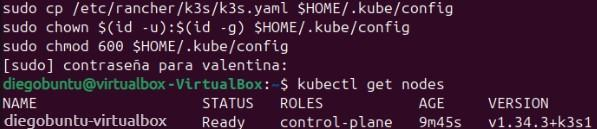 sudo cp /etc/rancher/k3s/k3s.yaml $HOME/.kube/config
sudo chown $(id -u):$(id -g) $HOME/.kube/config
sudo chmod 600 $HOME/.kube/config
[sudo] contraseña para valentina:
diegobuntu@virtualbox-VirtualBox:~$ kubectl get nodes
NAME STATUS ROLES AGE VERSION
diegobuntu-virtualbox Ready control-plane 9m45s v1.34.3+k3s1